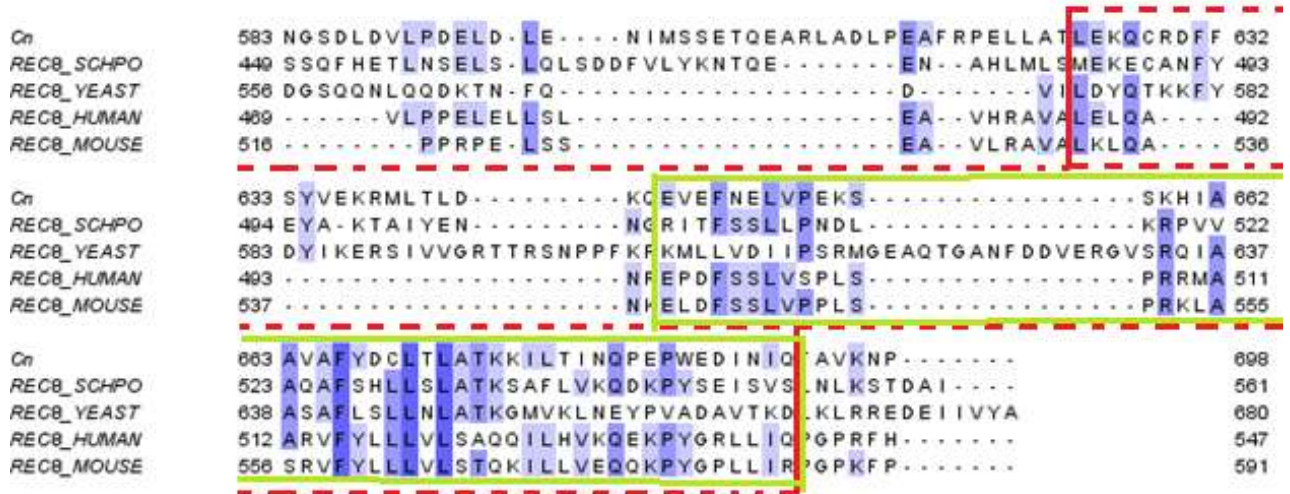 Cn 583 NGSDLDVLPDELD-LE----NIMSSETQEARLADLPEAFRPELLATLEKQCRDFF 632
REC8_SCHPO 449 SSQFHETLNSELS-LQLSDDFVLYKNTQE-------EN--AHLMLSMEKECANFY 493
REC8_YEAST 556 DGSQQNLQQDKTN-FQ--------------------D-------VILDYQTKKFY 582
REC8_HUMAN 469 ------VLPPELELLSL-------------------EA--VHRAVALELQA---- 492
REC8_MOUSE 516 --------PPRPE-LSS-------------------EA--VLRAVALKLQA---- 536
Cn 633 SYVEKRMLTLD---------KQEVEFNELVPEKS----------------SKHIA 662
REC8_SCHPO 494 EYA-KTAIYEN---------NGRITFSSLLPNDL----------------KRPVV 522
REC8_YEAST 583 DYIKERSIVVGRTTRSNPPFKRKMLLVDIIPSRMGEAQTGANFDDVERGVSRQIA 637
REC8_HUMAN 493 --------------------NREPDFSSLVSPLS----------------PRRMA 511
REC8_MOUSE 537 --------------------NKELDFSSLVPPLS----------------PRKLA 555
Cn 663 AVAFYDCLTLATKKILTINQPEPWEDINIQTAVKNP------- 698
REC8_SCHPO 523 AQAFSHLLSLATKSAFLVKQDKPYSEISVSLNLKSTDAI---- 561
REC8_YEAST 638 ASAFLSLLNLATKGMVKLNEYPVADAVTKDLKLRREDEIIVYA 680
REC8_HUMAN 512 ARVFYLLLVLSAQQILHVKQEKPYGRLLIQPGPRFH------- 547
REC8_MOUSE 556 SRVFYLLLVLSTQKILLVEQQKPYGPLLIRPGPKFP------- 591